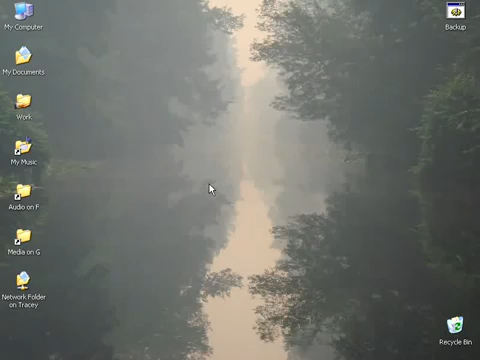 My Computer
My Documents
Work
My Music
Audio on F
Media on G
Network Folder
on Tracey
Backup
Recycle Bin